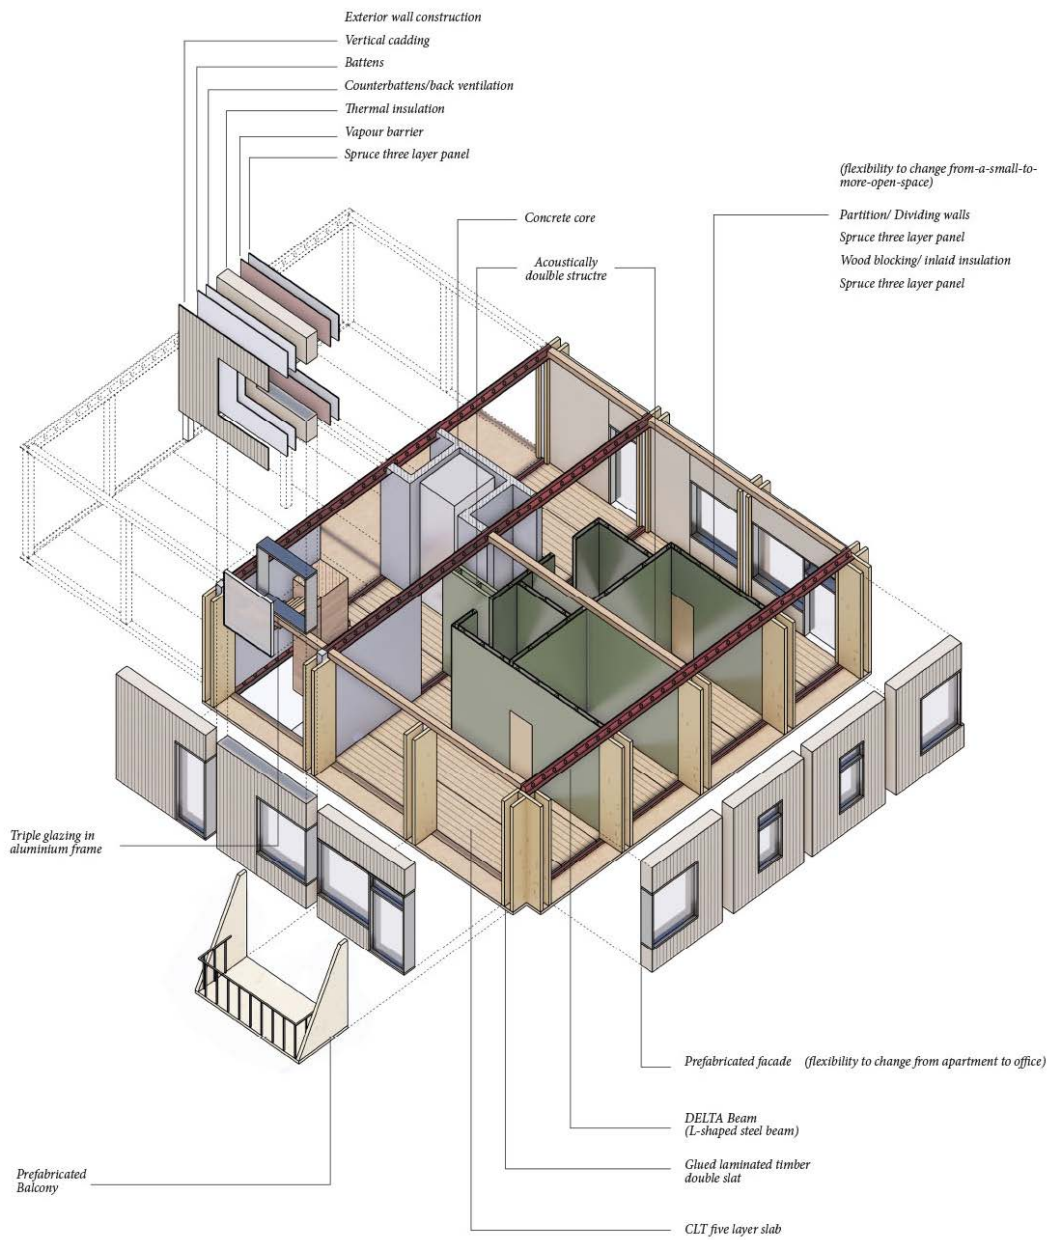 Exterior wall construction
Vertical cadding
Battens
Counterbattens/back ventilation
Thermal insulation
Vapour barrier
Spruce three layer panel
(flexibility to change from-a-small-to-
more-open-space)
Partition/ Dividing walls
Spruce three layer panel
Wood blocking/ inlaid insulation
Spruce three layer panel
Concrete core
Acoustically
doulble structre
Triple glazing in
aluminium frame
Prefabricated facade (flexibility to change from apartment to office)
DELTA Beam
(L-shaped steel beam)
Glued laminated timber
double slat
Prefabricated
Balcony
CLT five layer slab